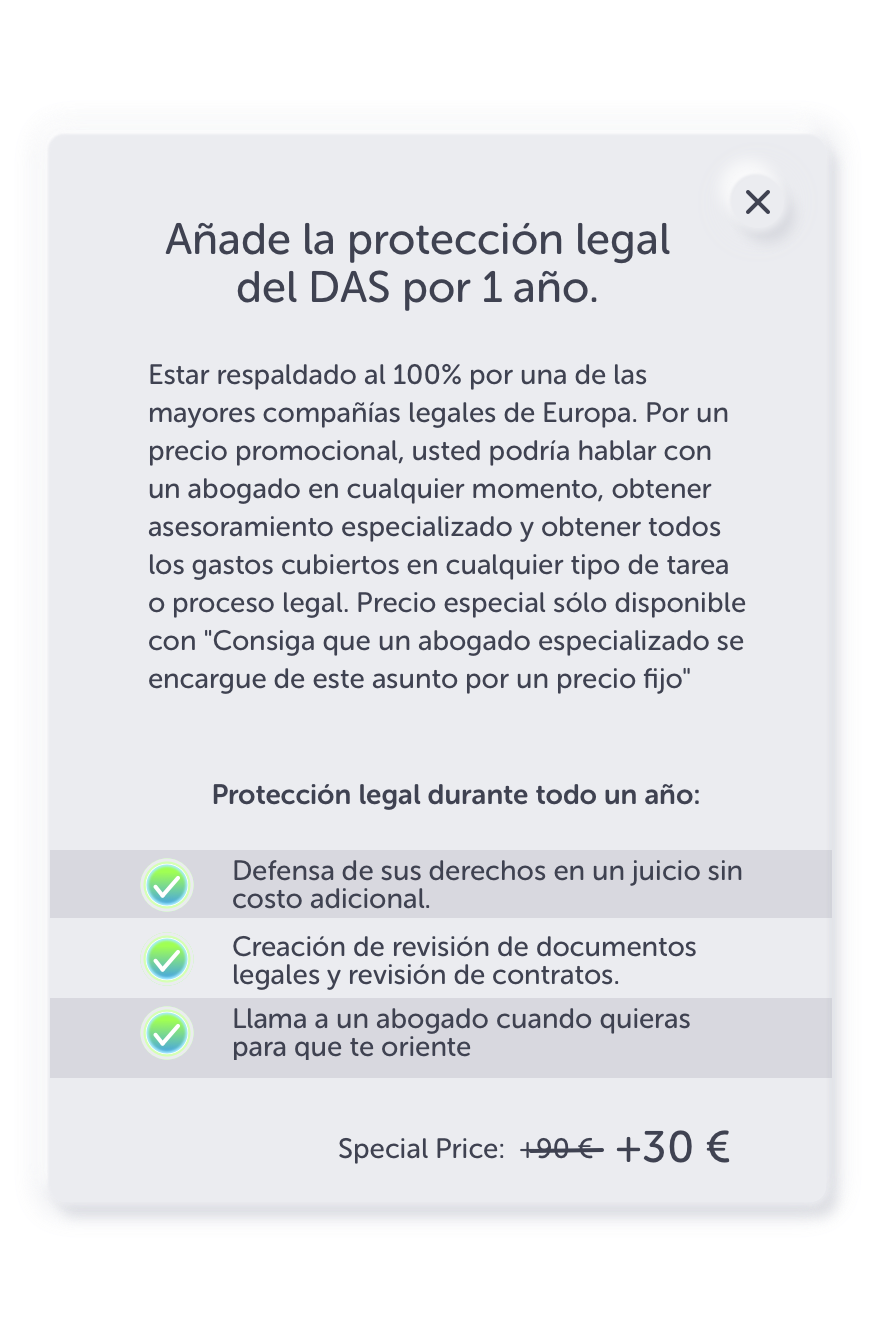 Añade la protección legal
del DAS por 1 año.
Estar respaldado al 100% por una de las
mayores compañías legales de Europa. Por un
precio promocional, usted podría hablar con
un abogado en cualquier momento, obtener
asesoramiento especializado y obtener todos
los gastos cubiertos en cualquier tipo de tarea
o proceso legal. Precio especial sólo disponible
con "Consiga que un abogado especializado se
encargue de este asunto por un precio fijo"
Protección legal durante todo un año:
Defensa de sus derechos en un juicio sin
costo adicional.
Creación de revisión de documentos
legales y revisión de contratos.
Llama a un abogado cuando quieras
para que te oriente
Special Price: +90 € +30 €